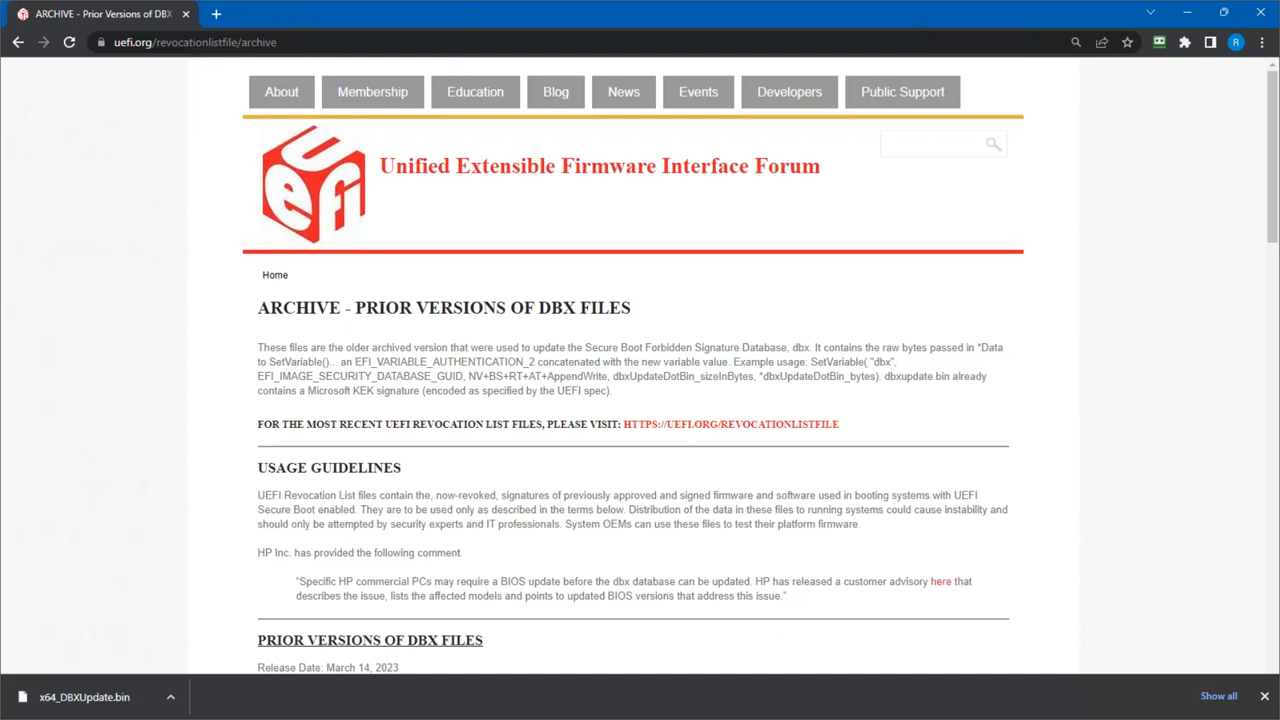 ARCHIVE - Prior Versions of DBX
uefi.org/revocationlistfile/archive
R
About
Membership
Education
Blog
News
Events
Developers
Public Support
UEFI
Unified Extensible Firmware Interface Forum
Home
ARCHIVE - PRIOR VERSIONS OF DBX FILES
These files are the older archived version that were used to update the Secure Boot Forbidden Signature Database, dbx. It contains the raw bytes passed in *Data
to SetVariable()... an EFI_VARIABLE_AUTHENTICATION_2 concatenated with the new variable value. Example usage: SetVariable( "dbx",
EFI_IMAGE_SECURITY_DATABASE_GUID, NV+BS+RT+AT+AppendWrite, dbxUpdateDotBin_sizeInBytes, *dbxUpdateDotBin_bytes). dbxupdate.bin already
contains a Microsoft KEK signature (encoded as specified by the UEFI spec).
FOR THE MOST RECENT UEFI REVOCATION LIST FILES, PLEASE VISIT: HTTPS://UEFI.ORG/REVOCATIONLISTFILE
USAGE GUIDELINES
UEFI Revocation List files contain the, now-revoked, signatures of previously approved and signed firmware and software used in booting systems with UEFI
Secure Boot enabled. They are to be used only as described in the terms below. Distribution of the data in these files to running systems could cause instability and
should only be attempted by security experts and IT professionals. System OEMs can use these files to test their platform firmware.
HP Inc. has provided the following comment.
"Specific HP commercial PCs may require a BIOS update before the dbx database can be updated. HP has released a customer advisory here that
describes the issue, lists the affected models and points to updated BIOS versions that address this issue."
PRIOR VERSIONS OF DBX FILES
Release Date: March 14, 2023
x64_DBXUpdate.bin
Show all